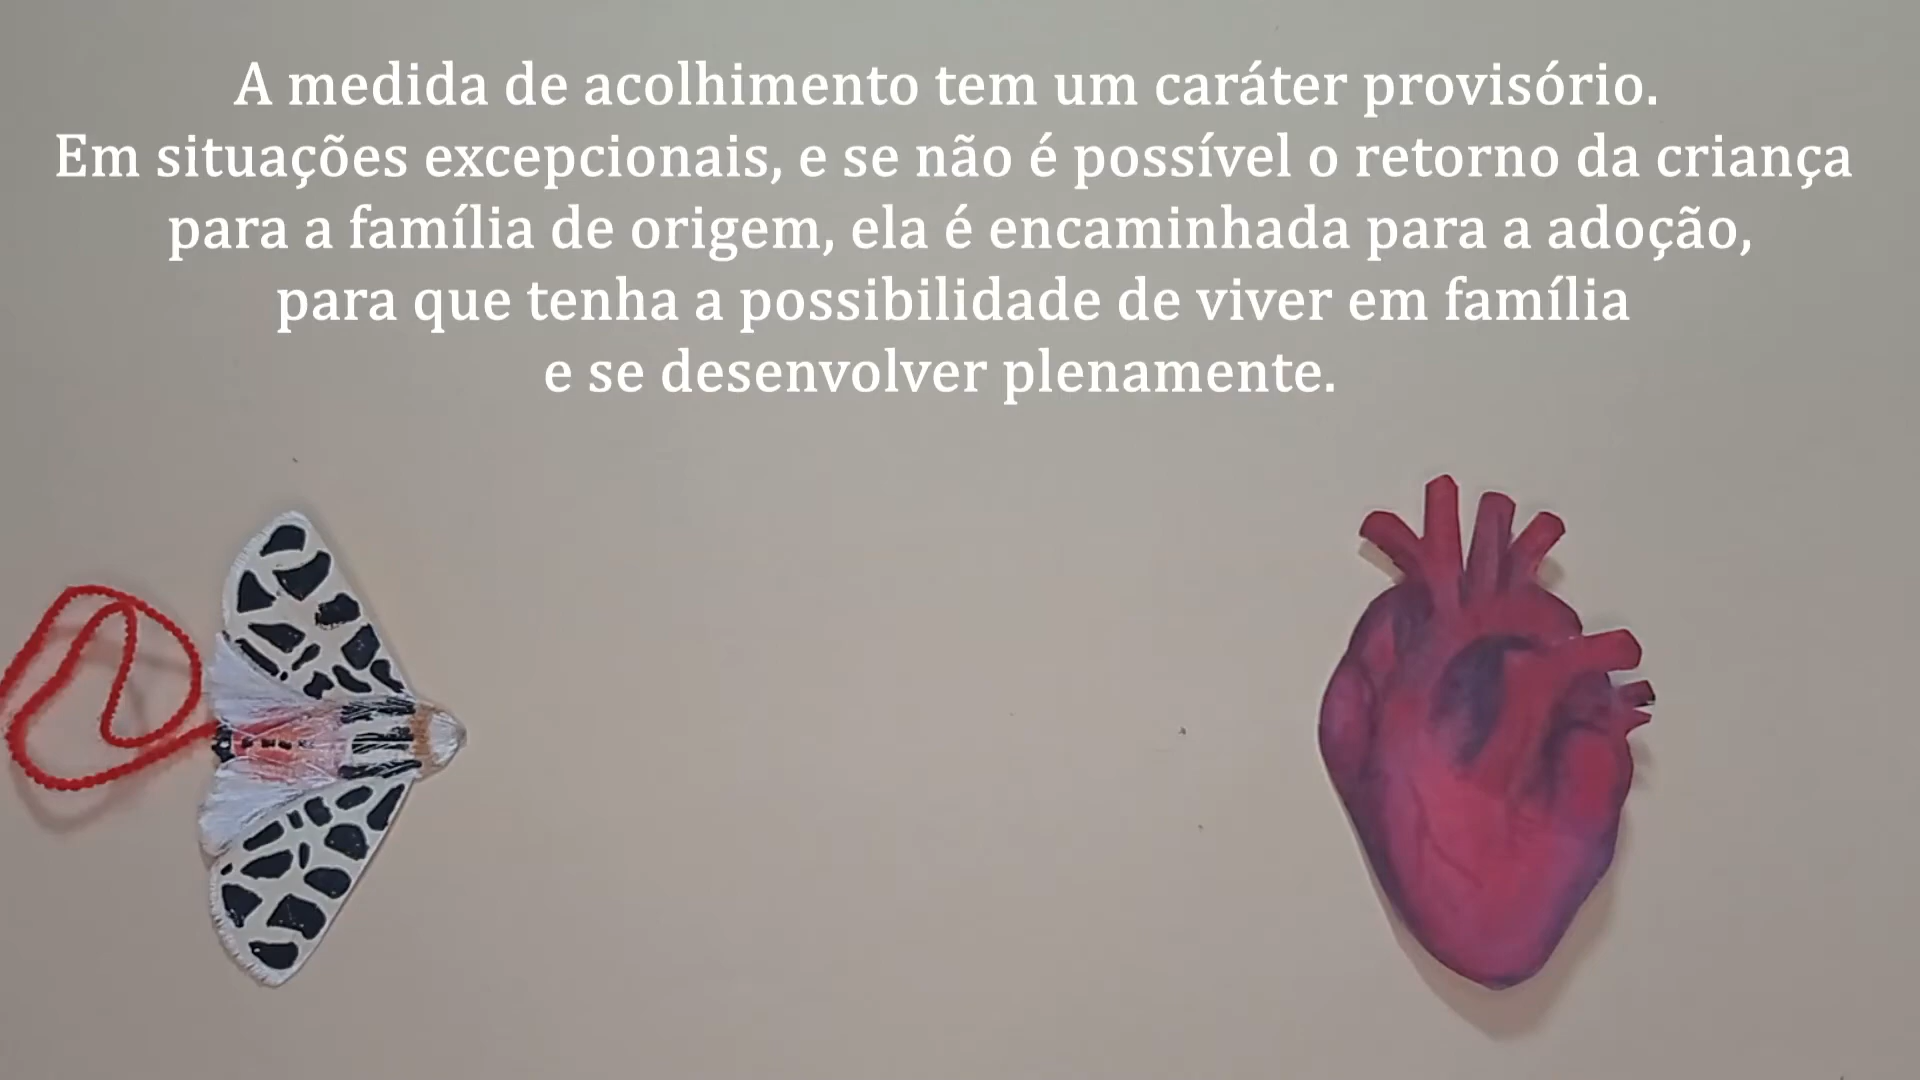 A medida de acolhimento tem um caráter provisório.
Em situações excepcionais, e se não é possível o retorno da criança
para a família de origem, ela é encaminhada para a adoção,
para que tenha a possibilidade de viver em família
e se desenvolver plenamente.